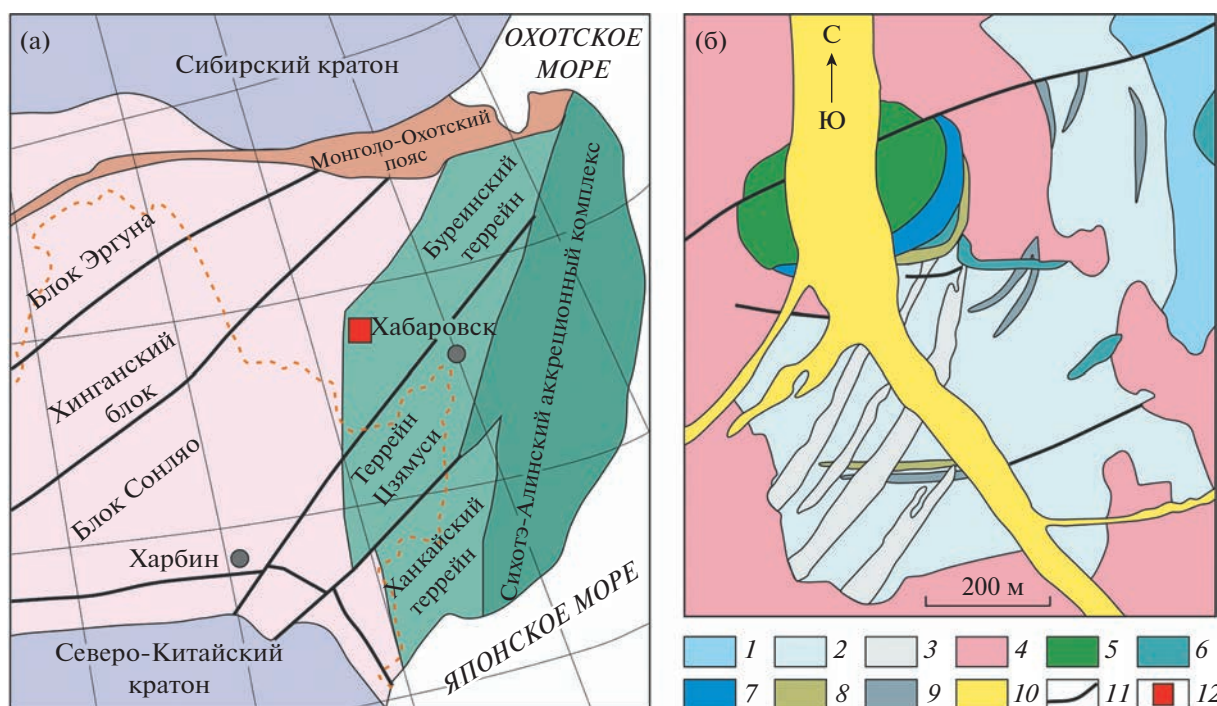 (а)
ОХОТСКОЕ
МОРЕ
Сибирский кратон
Монголо-Охотский
пояс
Буреинский
террейн
Сихотэ-Алинский аккреционный комплекс
Блок Эргуна
Хабаровск
Хинганский
блок
Террейн
Цзямуси
Блок Сонляо
Харбин
Ханкайский
террейн
Северо-Китайский
кратон
ЯПОНСКОЕ МОРЕ
(б)
С
Ю
200 м
1 2 3 4 5 6
7 8 9 10 11 12